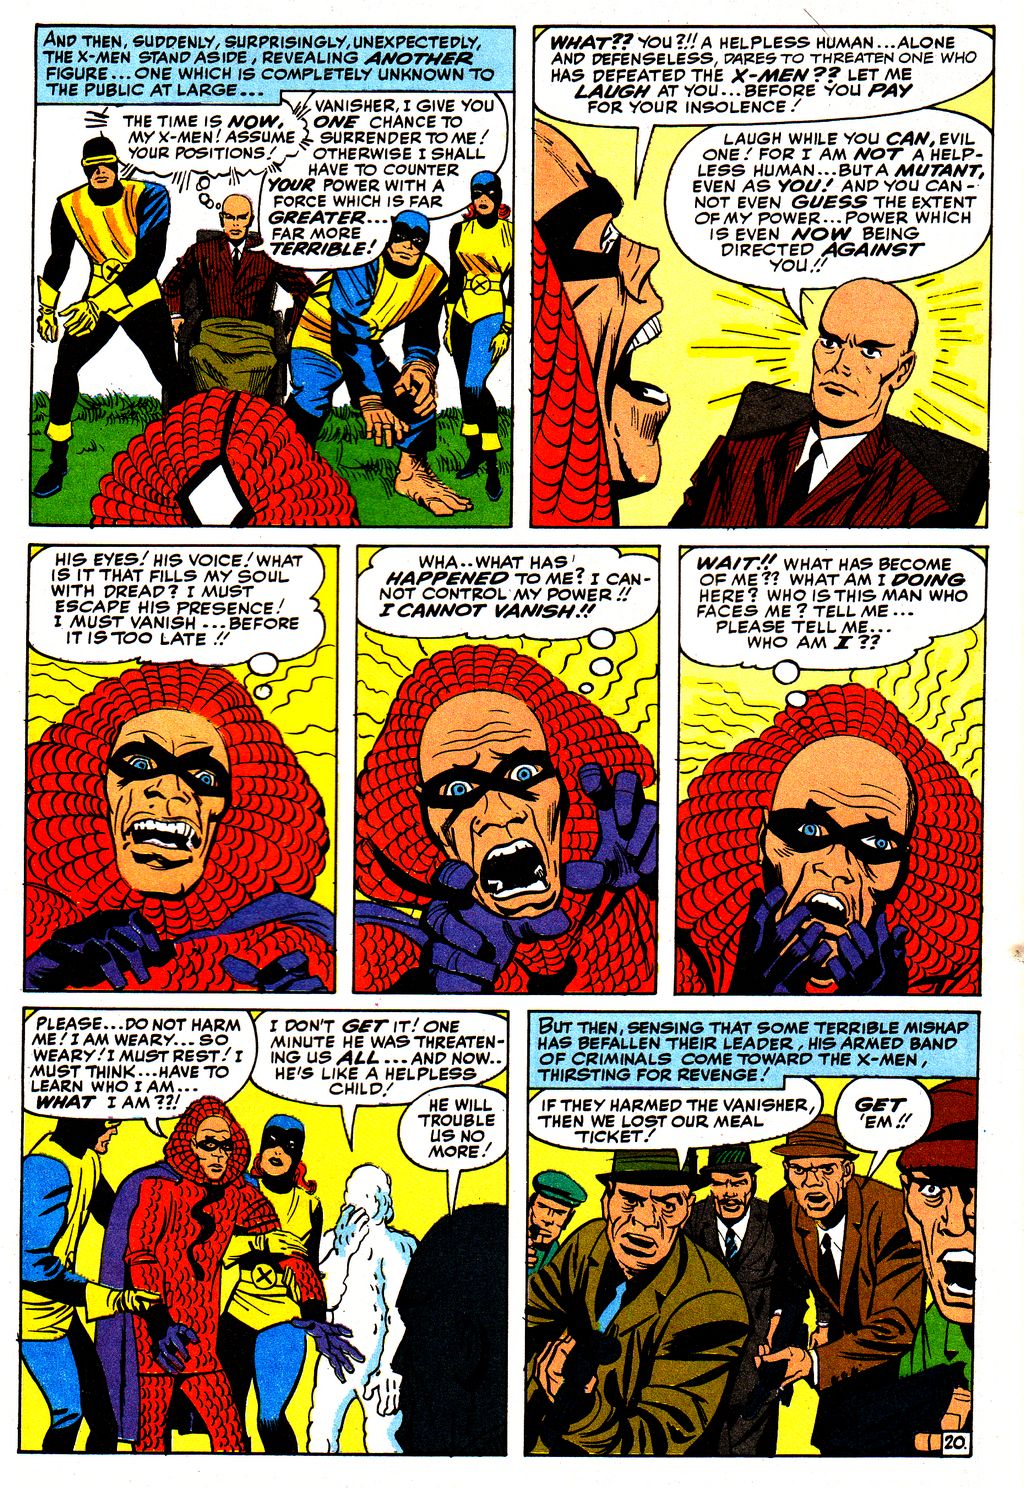 AND THEN, SUDDENLY, SURPRISINGLY, UNEXPECTEDLY,
THE X-MEN STAND ASIDE, REVEALING ANOTHER
FIGURE...ONE WHICH IS COMPLETELY UNKNOWN TO
THE PUBLIC AT LARGE...
THE TIME IS NOW,
MY X-MEN! ASSUME
YOUR POSITIONS!
VANISHER, I GIVE YOU
ONE CHANCE TO
SURRENDER TO ME!
OTHERWISE I SHALL
HAVE TO COUNTER
YOUR POWER WITH A
FORCE WHICH IS FAR
GREATER...
FAR MORE
TERRIBLE!
WHAT?? YOU?!! A HELPLESS HUMAN...ALONE
AND DEFENSELESS, DARES TO THREATEN ONE WHO
HAS DEFEATED THE X-MEN?? LET ME
LAUGH AT YOU...BEFORE YOU PAY
FOR YOUR INSOLENCE!
LAUGH WHILE YOU CAN, EVIL
ONE! FOR I AM NOT A HELP-
LESS HUMAN...BUT A MUTANT,
EVEN AS YOU! AND YOU CAN-
NOT EVEN GUESS THE EXTENT
OF MY POWER...POWER WHICH
IS EVEN NOW BEING
DIRECTED AGAINST
YOU!!
HIS EYES! HIS VOICE! WHAT
IS IT THAT FILLS MY SOUL
WITH DREAD? I MUST
ESCAPE HIS PRESENCE!
I MUST VANISH...BEFORE
IT IS TOO LATE!!
WHA..WHAT HAS
HAPPENED TO ME? I CAN-
NOT CONTROL MY POWER!!
I CANNOT VANISH!!
WAIT!! WHAT HAS BECOME
OF ME?? WHAT AM I DOING
HERE? WHO IS THIS MAN WHO
FACES ME? TELL ME...
PLEASE TELL ME...
WHO AM I??
PLEASE...DO NOT HARM
ME! I AM WEARY...SO
WEARY! I MUST REST! I
MUST THINK...HAVE TO
LEARN WHO I AM...
WHAT I AM??!
I DON'T GET IT! ONE
MINUTE HE WAS THREATEN-
ING US ALL...AND NOW..
HE'S LIKE A HELPLESS
CHILD!
HE WILL
TROUBLE
US NO
MORE!
BUT THEN, SENSING THAT SOME TERRIBLE MISHAP
HAS BEFALLEN THEIR LEADER, HIS ARMED BAND
OF CRIMINALS COME TOWARD THE X-MEN,
THIRSTING FOR REVENGE!
IF THEY HARMED THE VANISHER,
THEN WE LOST OUR MEAL
TICKET!
GET
'EM!!
20.